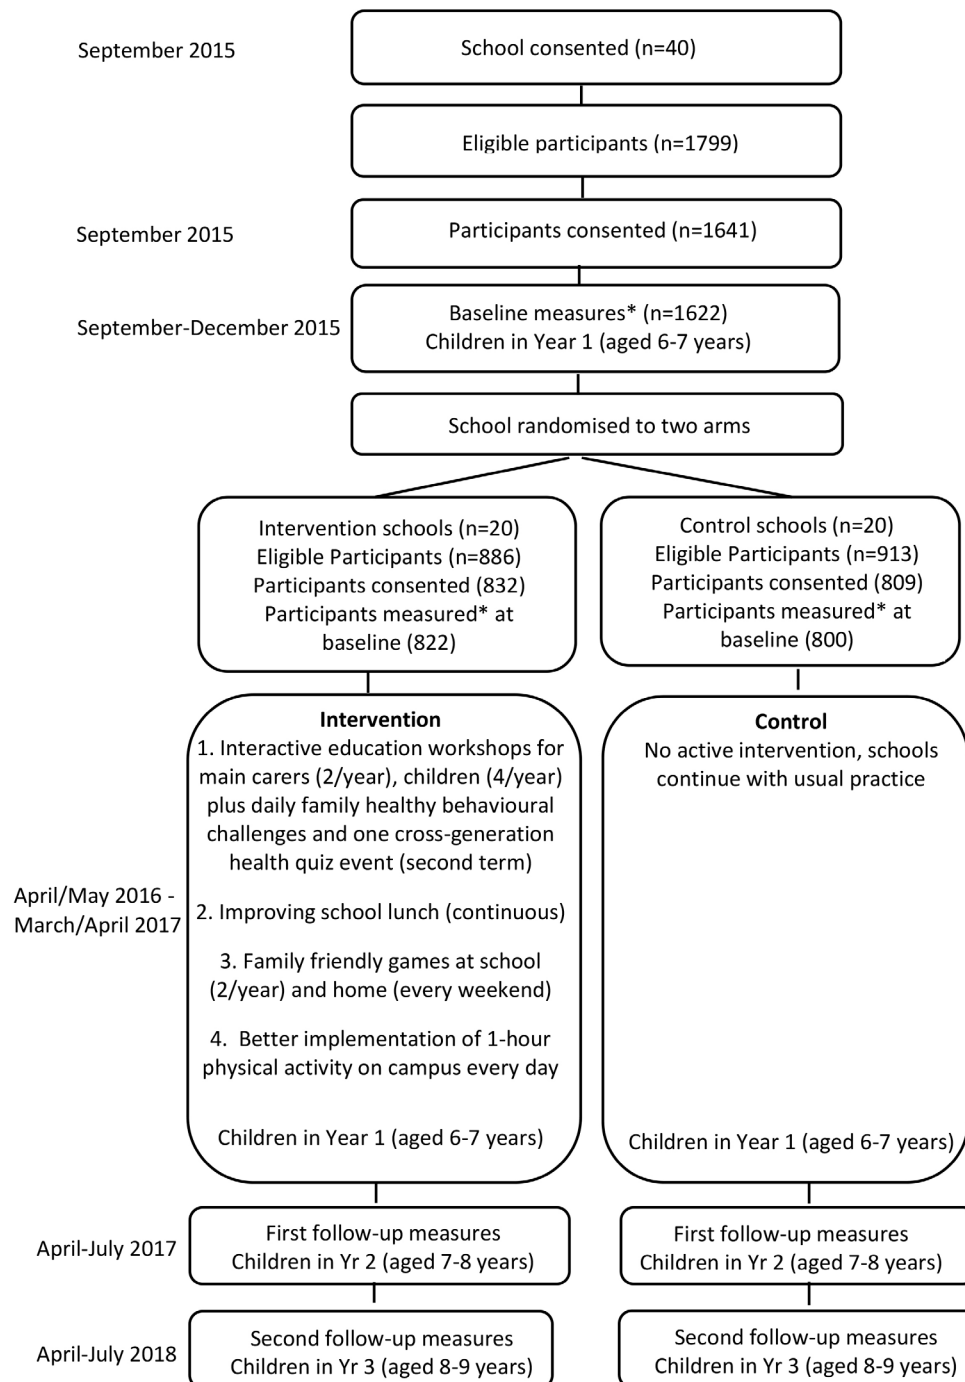 September 2015
School consented (n=40)
Eligible participants (n=1799)
September 2015
Participants consented (n=1641)
September-December 2015
Baseline measures* (n=1622)
Children in Year 1 (aged 6-7 years)
School randomised to two arms
Intervention schools (n=20)
Eligible Participants (n=886)
Participants consented (832)
Participants measured* at
baseline (822)
Control schools (n=20)
Eligible Participants (n=913)
Participants consented (809)
Participants measured* at
baseline (800)
April/May 2016 -
March/April 2017
Intervention
1. Interactive education workshops for
main carers (2/year), children (4/year)
plus daily family healthy behavioural
challenges and one cross-generation
health quiz event (second term)
2. Improving school lunch (continuous)
3. Family friendly games at school
(2/year) and home (every weekend)
4. Better implementation of 1-hour
physical activity on campus every day
Children in Year 1 (aged 6-7 years)
Control
No active intervention, schools
continue with usual practice
Children in Year 1 (aged 6-7 years)
April-July 2017
First follow-up measures
Children in Yr 2 (aged 7-8 years)
First follow-up measures
Children in Yr 2 (aged 7-8 years)
April-July 2018
Second follow-up measures
Children in Yr 3 (aged 8-9 years)
Second follow-up measures
Children in Yr 3 (aged 8-9 years)